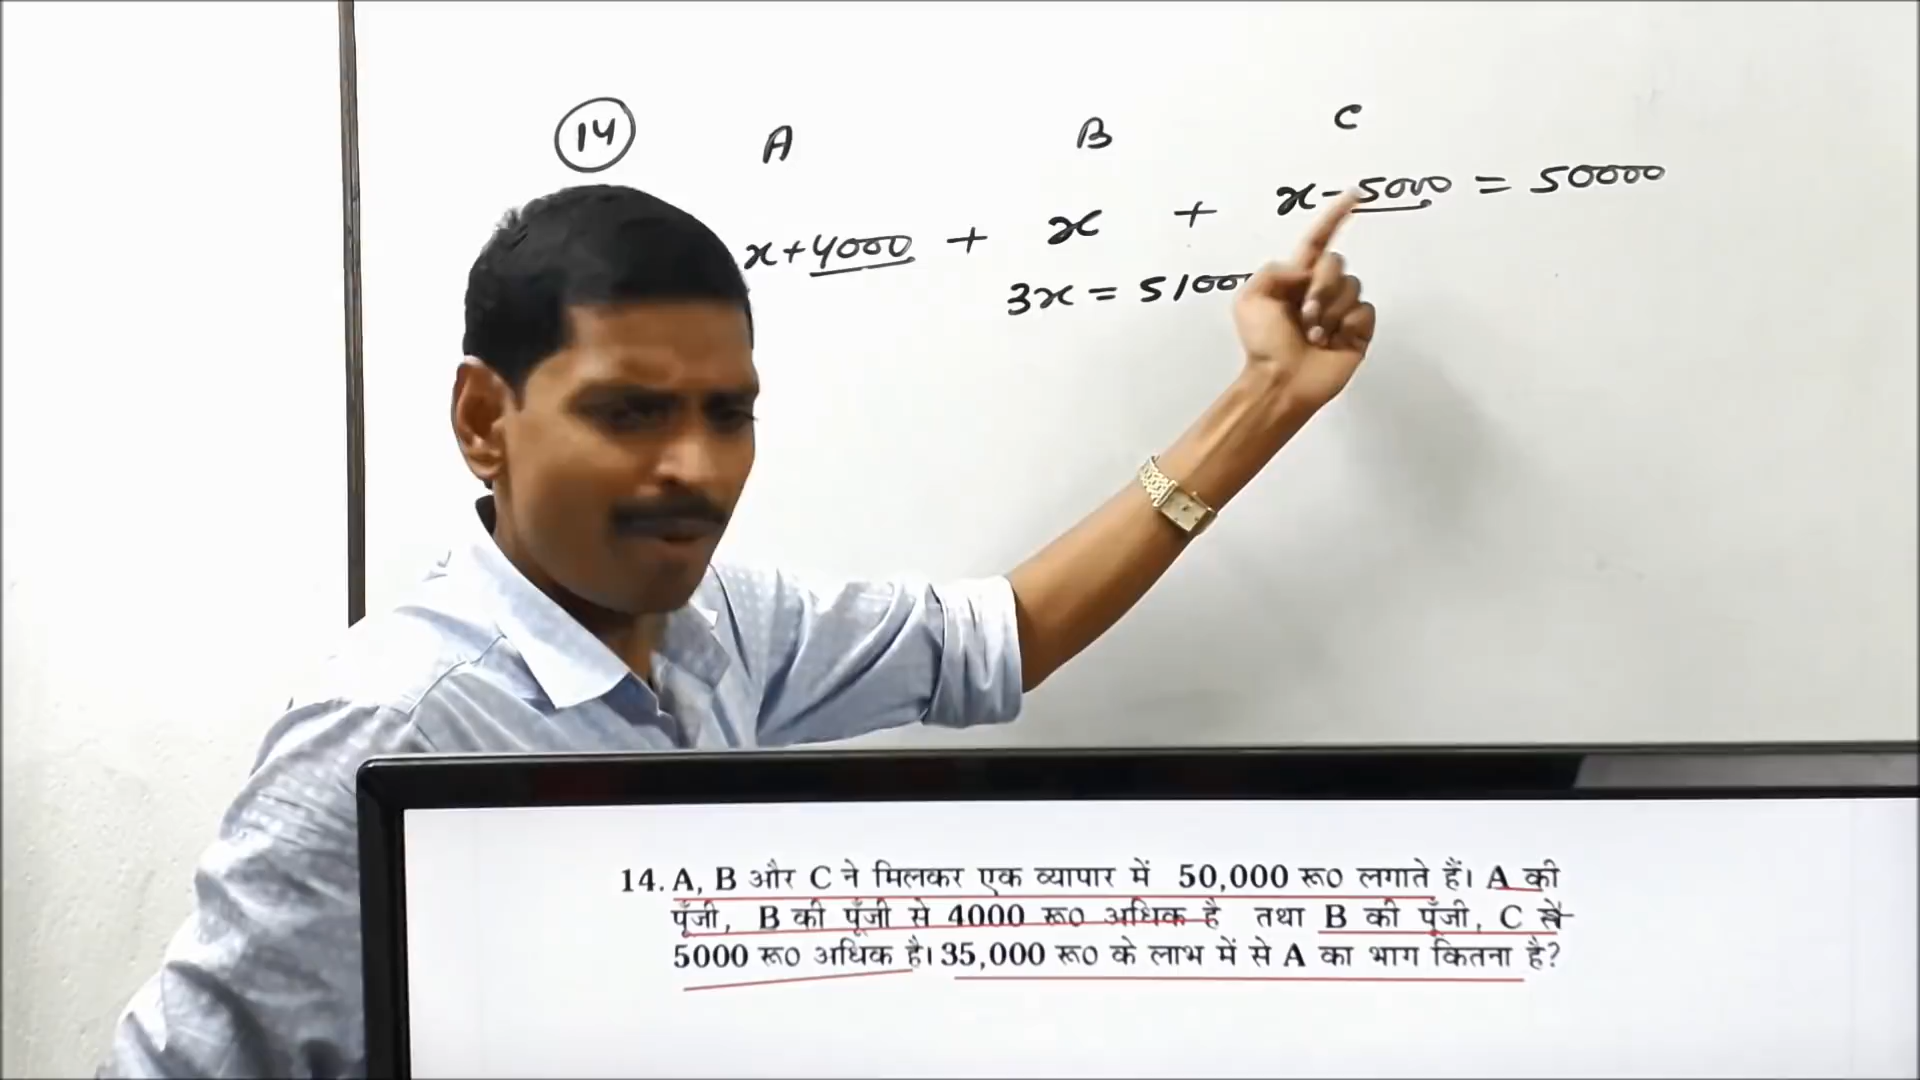 14
A B C
x+4000 + x + x-5000 = 50000
3x = 5100
14. A, B और C ने मिलकर एक व्यापार में 50,000 रू0 लगाते हैं। A की
पूँजी, B की पूँजी से 4000 रू0 अधिक है तथा B की पूँजी, C से
5000 रू0 अधिक है। 35,000 रू0 के लाभ में से A का भाग कितना है?